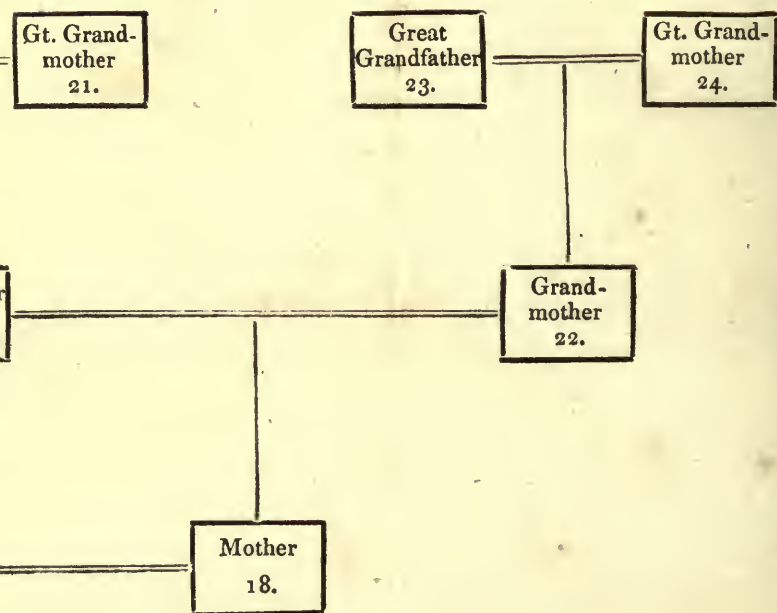 Gt. Grand-
mother
21.
Great
Grandfather
23.
Gt. Grand-
mother
24.
Grand-
mother
22.
Mother
18.